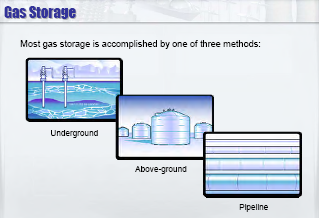 Gas Storage
Most gas storage is accomplished by one of three methods:
Underground
Above-ground
Pipeline